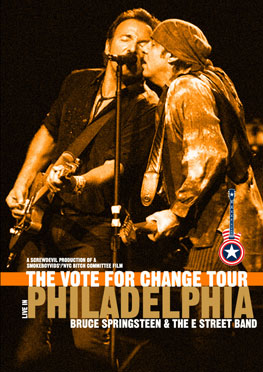 A SCREWDEVIL PRODUCTION OF A
SMOKEBOYVIDS'/NYC BITCH COMMITTEE FILM
THE VOTE FOR CHANGE TOUR
LIVE IN
PHILADELPHIA
BRUCE SPRINGSTEEN & THE E STREET BAND